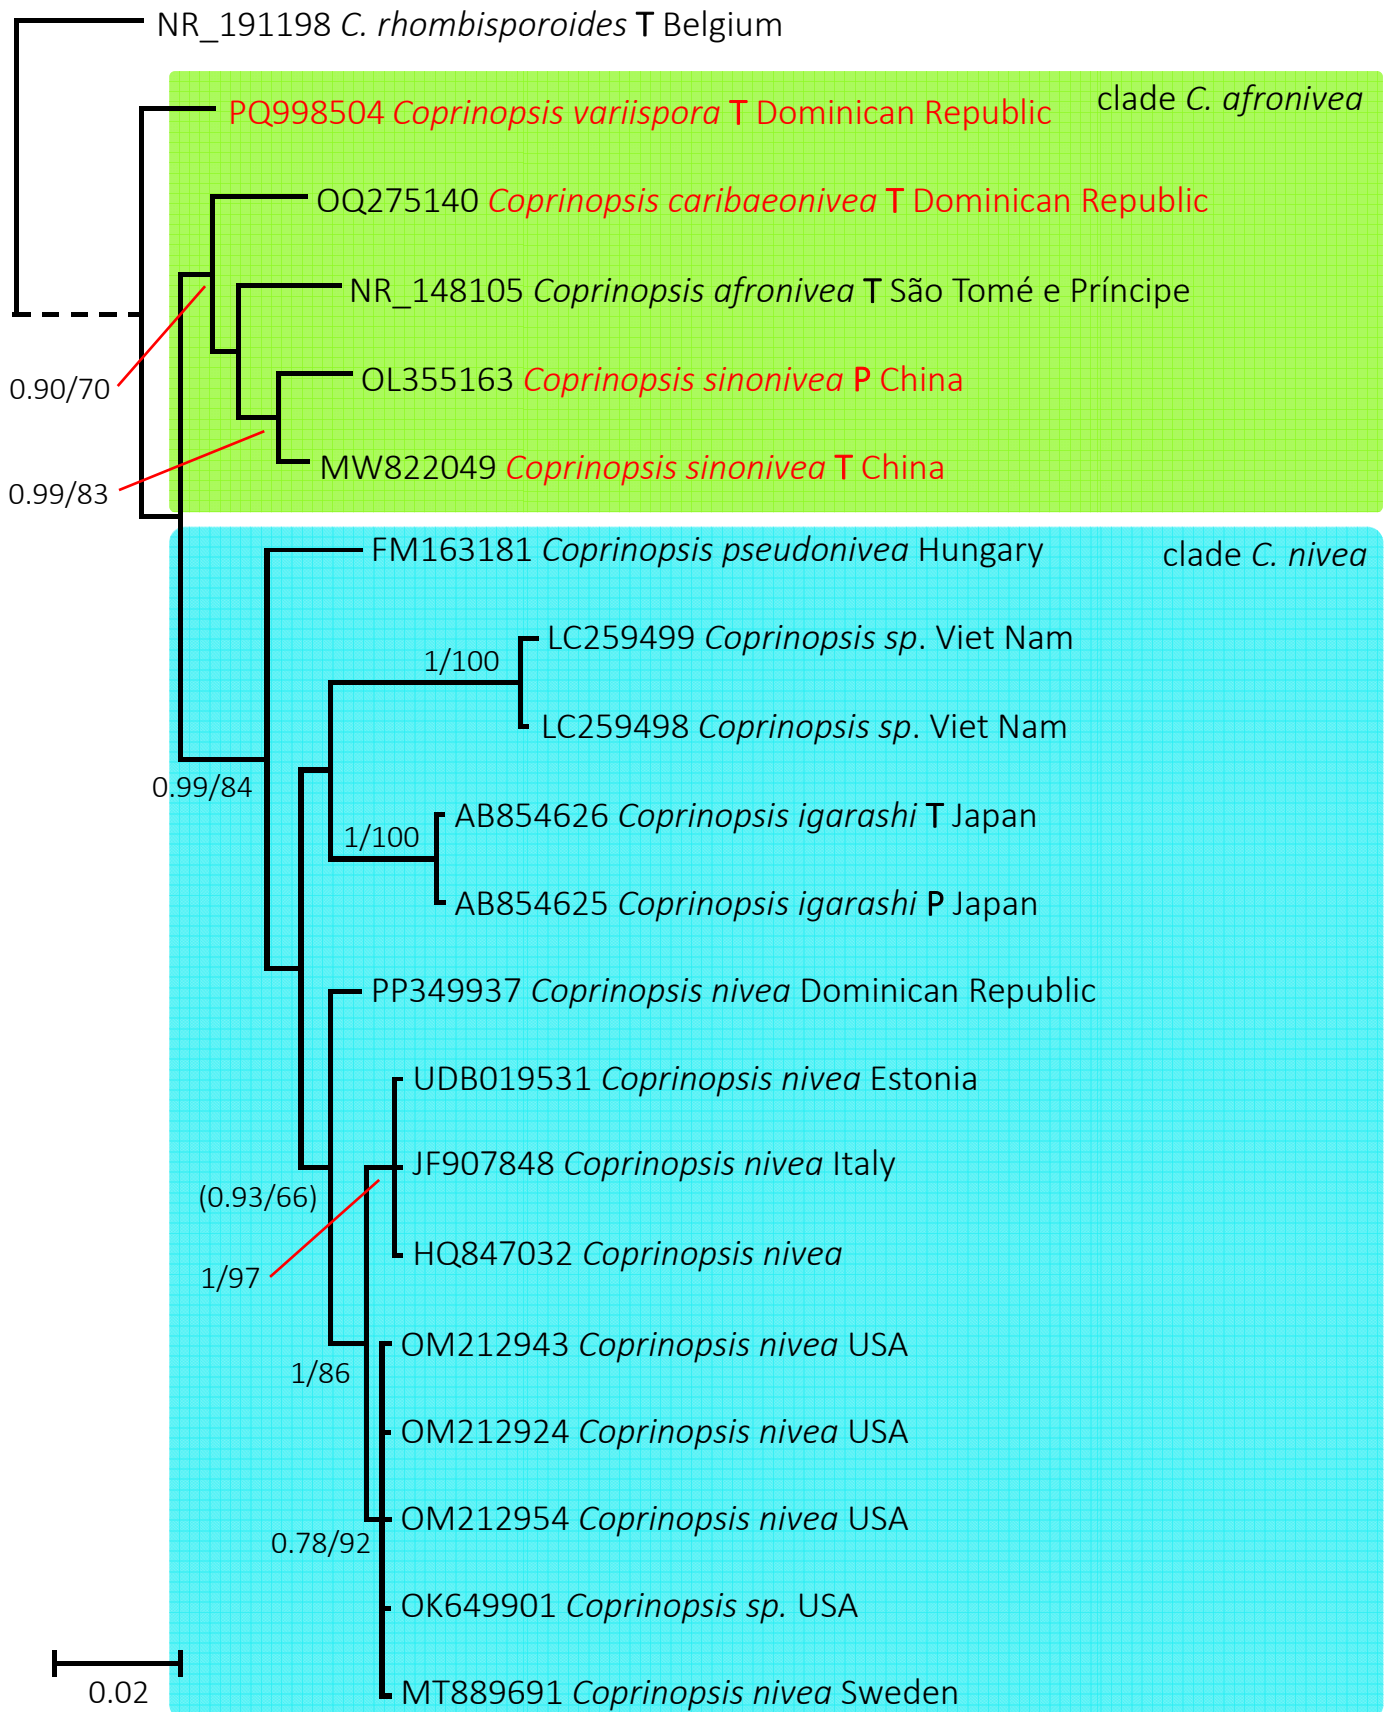 NR_191198 C. rhombisporoides T Belgium
clade C. afronivea
PQ998504 Coprinopsis variispora T Dominican Republic
OQ275140 Coprinopsis caribaeonivea T Dominican Republic
NR_148105 Coprinopsis afronivea T São Tomé e Príncipe
0.90/70
OL355163 Coprinopsis sinonivea P China
MW822049 Coprinopsis sinonivea T China
0.99/83
FM163181 Coprinopsis pseudonivea Hungary
clade C. nivea
LC259499 Coprinopsis sp. Viet Nam
1/100
LC259498 Coprinopsis sp. Viet Nam
0.99/84
AB854626 Coprinopsis igarashi T Japan
1/100
AB854625 Coprinopsis igarashi P Japan
PP349937 Coprinopsis nivea Dominican Republic
UDB019531 Coprinopsis nivea Estonia
JF907848 Coprinopsis nivea Italy
(0.93/66)
HQ847032 Coprinopsis nivea
1/97
OM212943 Coprinopsis nivea USA
1/86
OM212924 Coprinopsis nivea USA
OM212954 Coprinopsis nivea USA
0.78/92
OK649901 Coprinopsis sp. USA
0.02
MT889691 Coprinopsis nivea Sweden